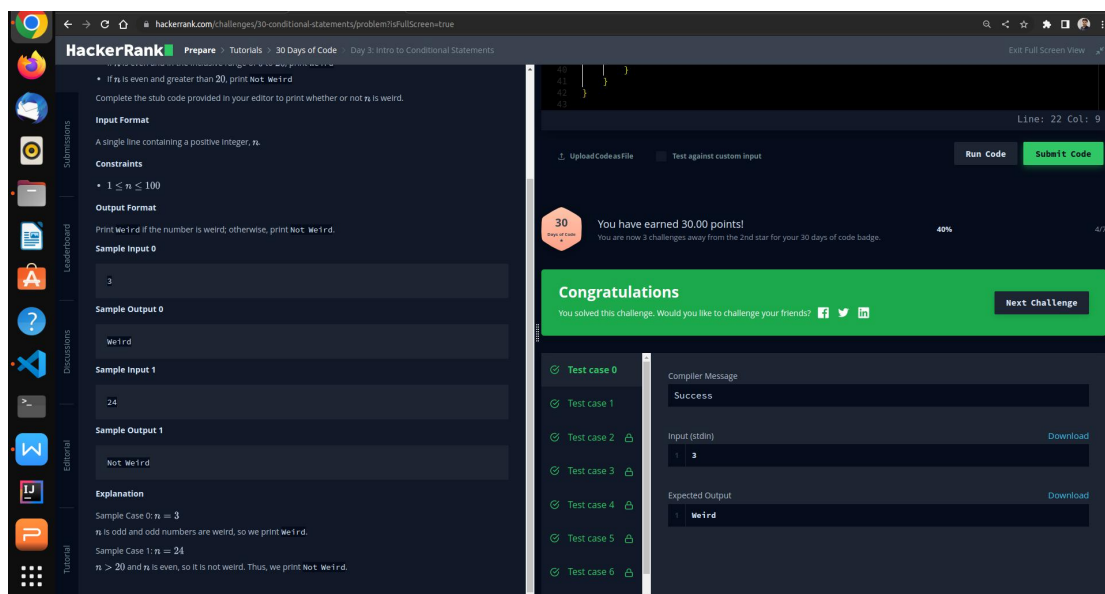 hackerrank.com/challenges/30-conditional-statements/problem?isFullScreen=true
HackerRank
Prepare > Tutorials > 30 Days of Code > Day 3: Intro to Conditional Statements
Exit Full Screen View
Submissions
Leaderboard
Discussions
Editorial
Tutorial
• If n is even and greater than 20, print Not Weird
Complete the stub code provided in your editor to print whether or not n is weird.
Input Format
A single line containing a positive integer, n.
Constraints
• 1 ≤ n ≤ 100
Output Format
Print Weird if the number is weird; otherwise, print Not Weird.
Sample Input 0
3
Sample Output 0
Weird
Sample Input 1
24
Sample Output 1
Not Weird
Explanation
Sample Case 0: n = 3
n is odd and odd numbers are weird, so we print Weird.
Sample Case 1: n = 24
n > 20 and n is even, so it is not weird. Thus, we print Not Weird.
40 }
41 }
42 }
43
Line: 22 Col: 9
Upload Code as File
Test against custom input
Run Code
Submit Code
30
Days of Code
You have earned 30.00 points!
You are now 3 challenges away from the 2nd star for your 30 days of code badge.
40%
4/7
Congratulations
You solved this challenge. Would you like to challenge your friends?
Next Challenge
Test case 0
Test case 1
Test case 2
Test case 3
Test case 4
Test case 5
Test case 6
Compiler Message
Success
Input (stdin)
Download
1 3
Expected Output
Download
1 Weird